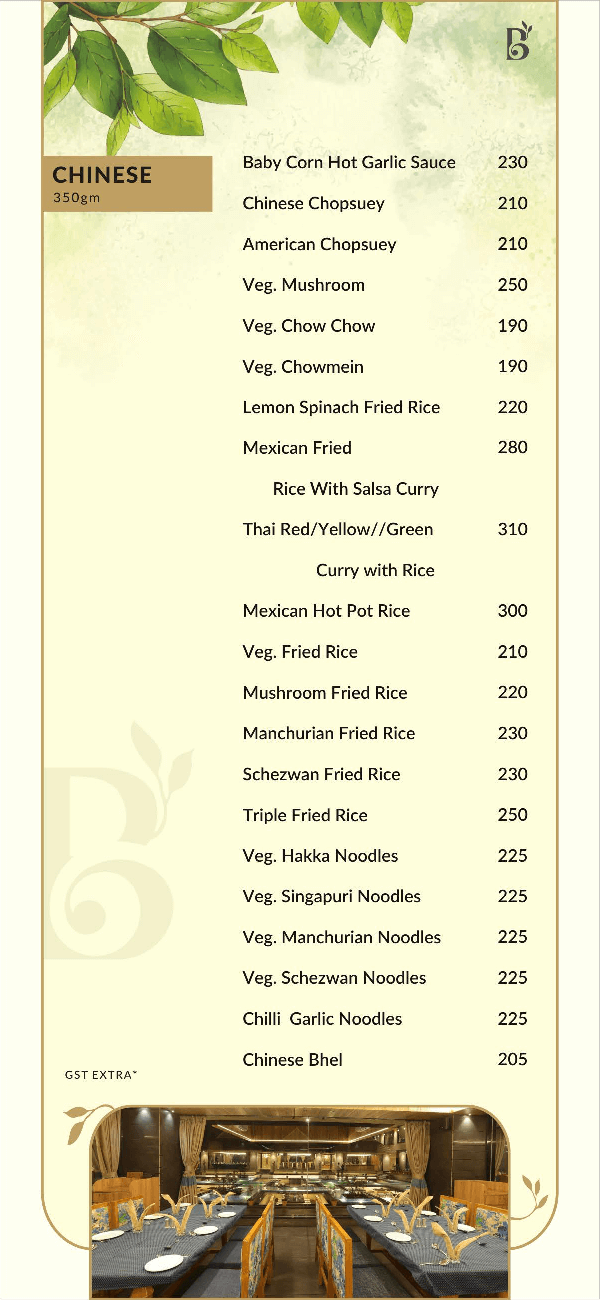 CHINESE
350gm
Baby Corn Hot Garlic Sauce 230
Chinese Chopsuey 210
American Chopsuey 210
Veg. Mushroom 250
Veg. Chow Chow 190
Veg. Chowmein 190
Lemon Spinach Fried Rice 220
Mexican Fried 280
Rice With Salsa Curry
Thai Red/Yellow//Green 310
Curry with Rice
Mexican Hot Pot Rice 300
Veg. Fried Rice 210
Mushroom Fried Rice 220
Manchurian Fried Rice 230
Schezwan Fried Rice 230
Triple Fried Rice 250
Veg. Hakka Noodles 225
Veg. Singapuri Noodles 225
Veg. Manchurian Noodles 225
Veg. Schezwan Noodles 225
Chilli  Garlic Noodles 225
Chinese Bhel 205
GST EXTRA*